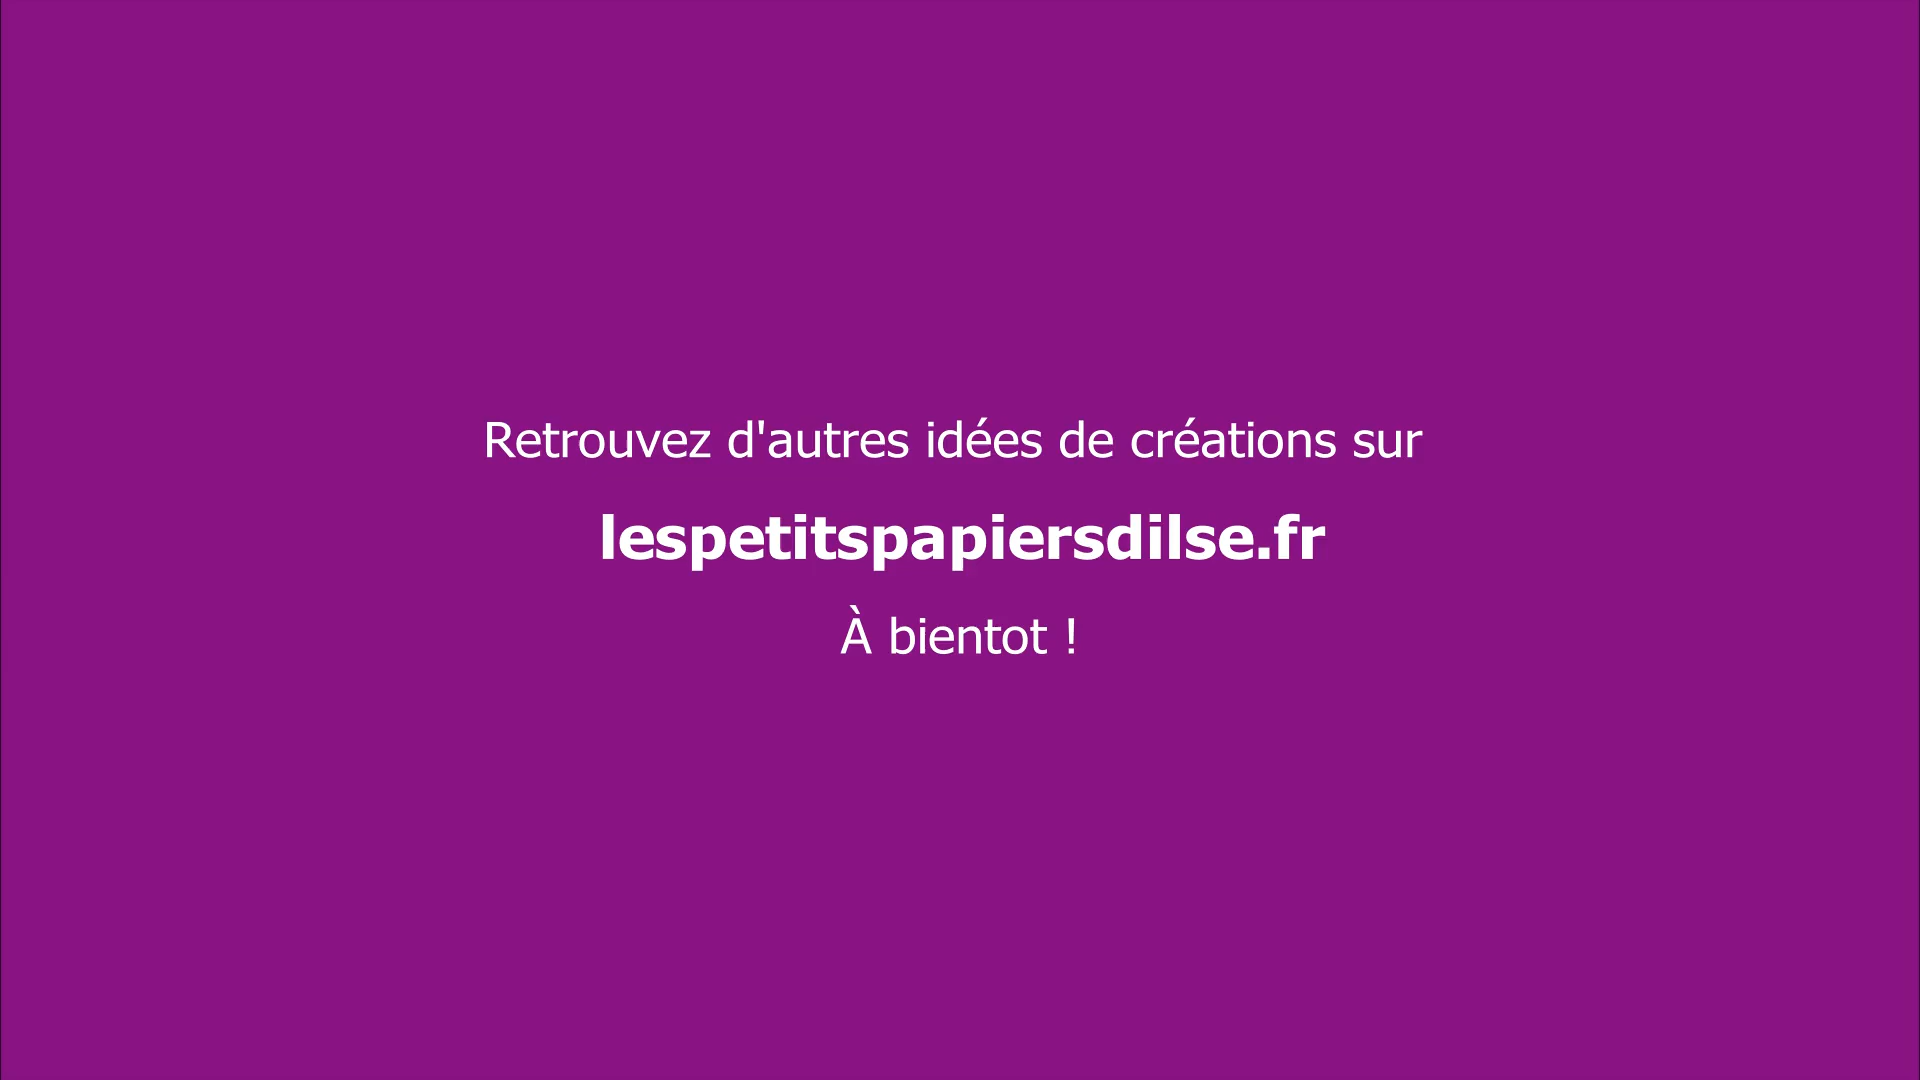 Retrouvez d'autres idées de créations sur
lespetitspapiersdilse.fr
À bientot !